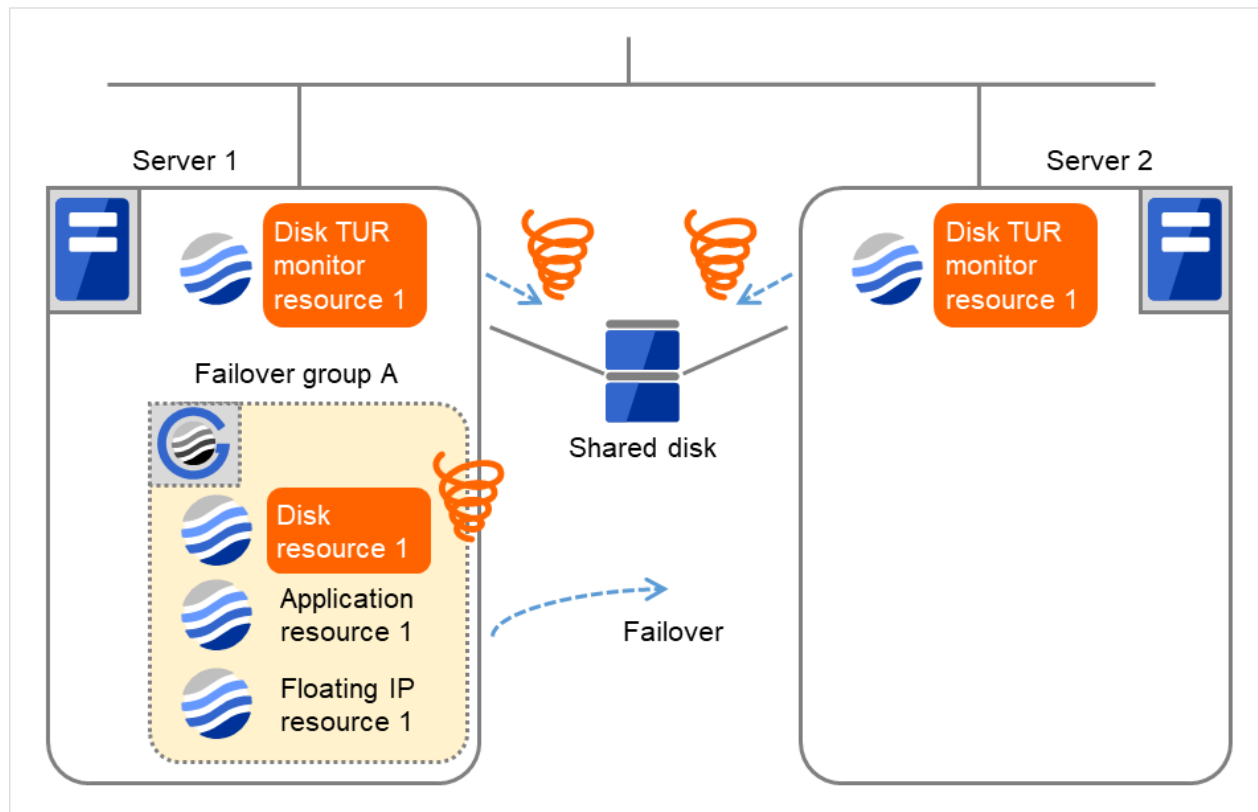 Server 1
Server 2
Disk TUR
monitor
resource 1
Disk TUR
monitor
resource 1
Shared disk
Failover group A
Disk
resource 1
Application
resource 1
Failover
Floating IP
resource 1